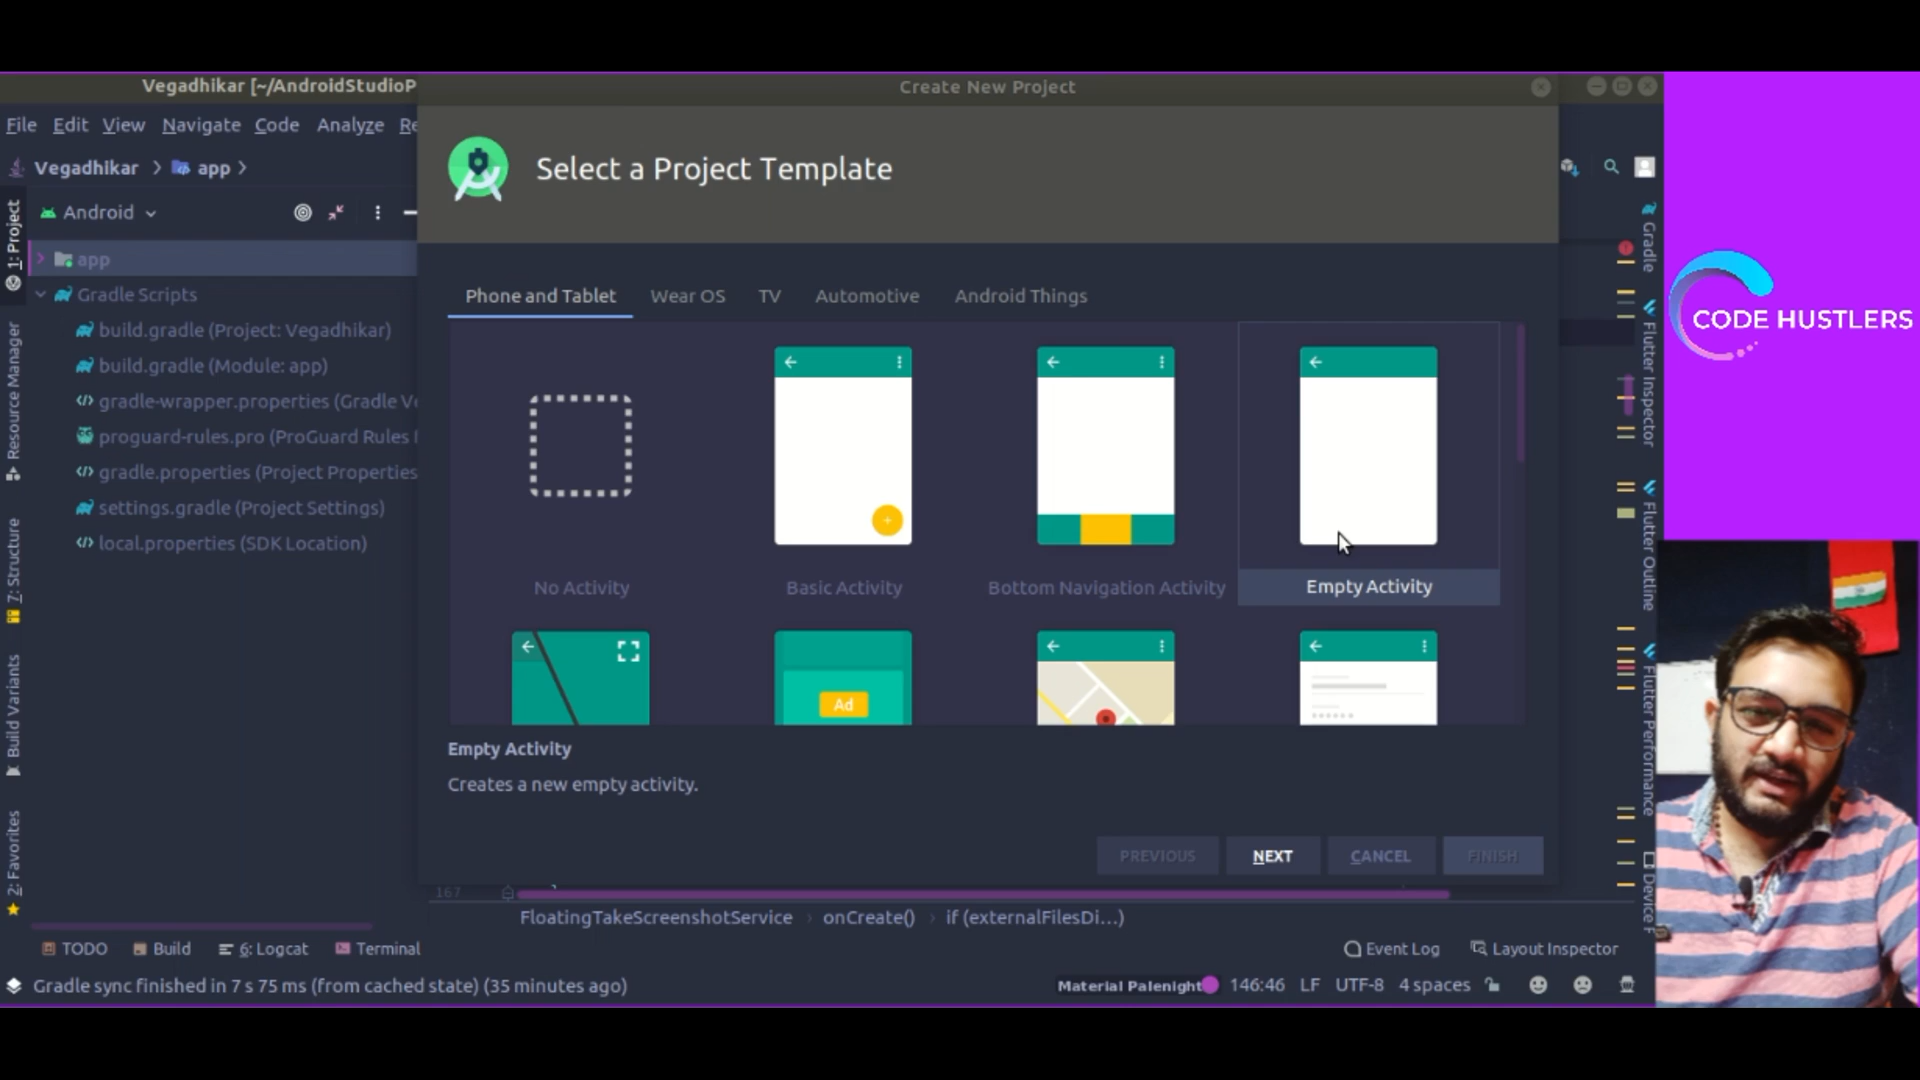 Vegadhikar [~/AndroidStudioP
Create New Project
File Edit View Navigate Code Analyze Re
Vegadhikar app
Select a Project Template
Android
app
Gradle Scripts
build.gradle (Project: Vegadhikar)
build.gradle (Module: app)
gradle-wrapper.properties (Gradle Ve
proguard-rules.pro (ProGuard Rules
gradle.properties (Project Properties
settings.gradle (Project Settings)
local.properties (SDK Location)
1: Project
Resource Manager
7: Structure
Build Variants
2: Favorites
Phone and Tablet Wear OS TV Automotive Android Things
No Activity Basic Activity Bottom Navigation Activity Empty Activity
Ad
Empty Activity
Creates a new empty activity.
PREVIOUS NEXT CANCEL FINISH
167
FloatingTakeScreenshotService onCreate() if (externalFilesDi...)
TODO Build 6: Logcat Terminal Event Log Layout Inspector
Gradle sync finished in 7 s 75 ms (from cached state) (35 minutes ago) Material Palenight 146:46 LF UTF-8 4 spaces
Gradle
Flutter Inspector
Flutter Outline
Flutter Performance
Device F
CODE HUSTLERS